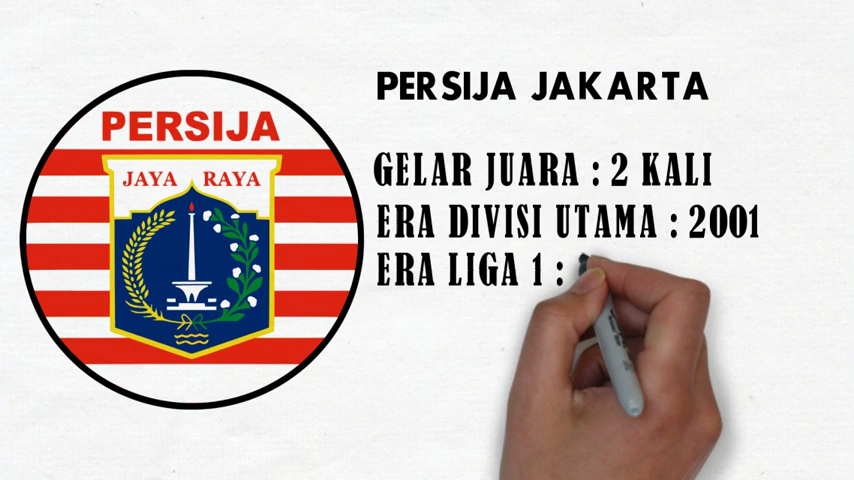 PERSIJA
JAYA RAYA
PERSIJA JAKARTA
GELAR JUARA : 2 KALI
ERA DIVISI UTAMA : 2001
ERA LIGA 1 :